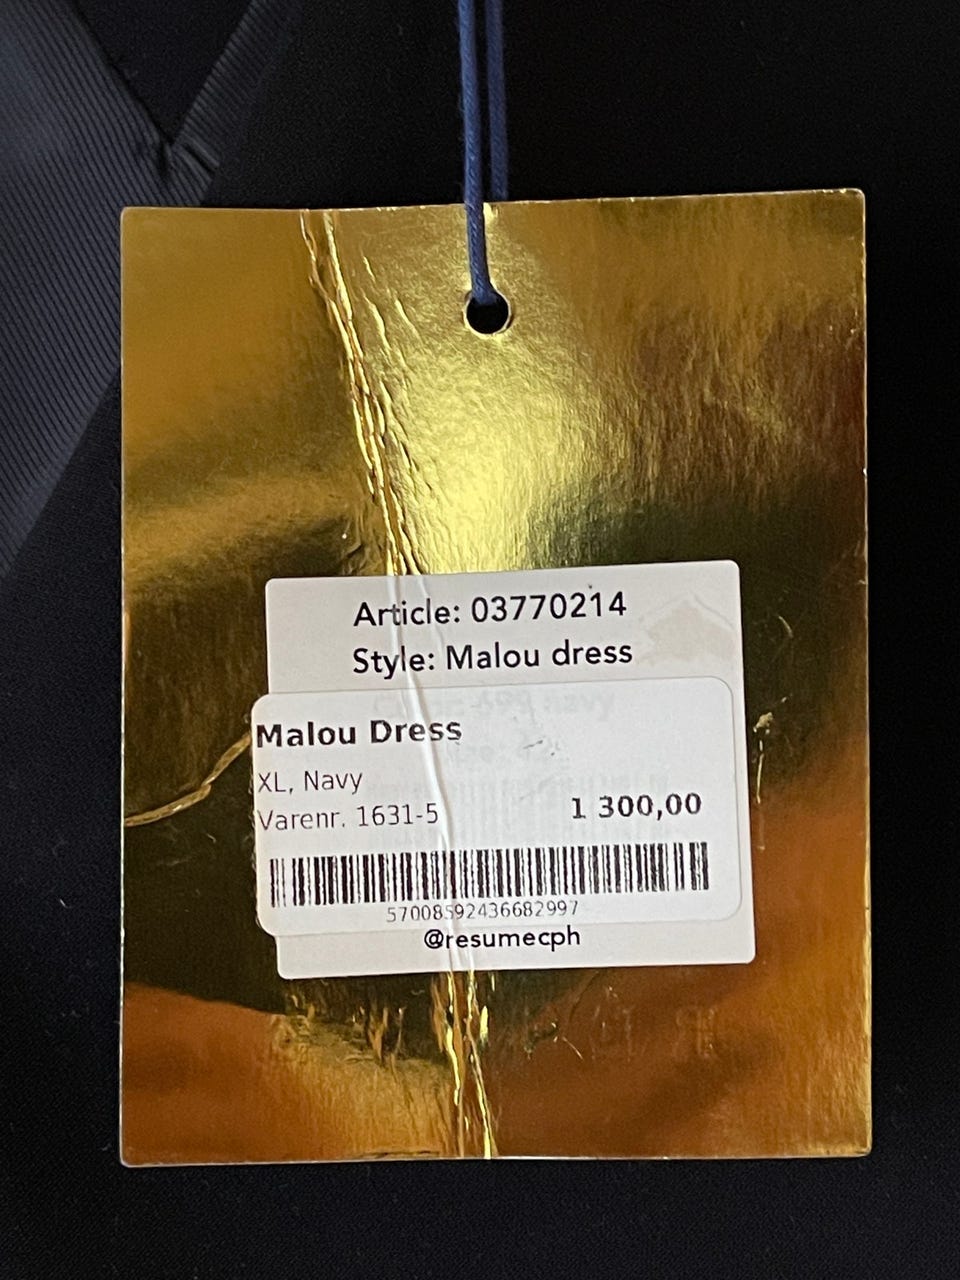 Article: 03770214
Style: Malou dress
Malou Dress
XL, Navy
Varenr. 1631-5
1 300,00
57008592436682997
@resumecph